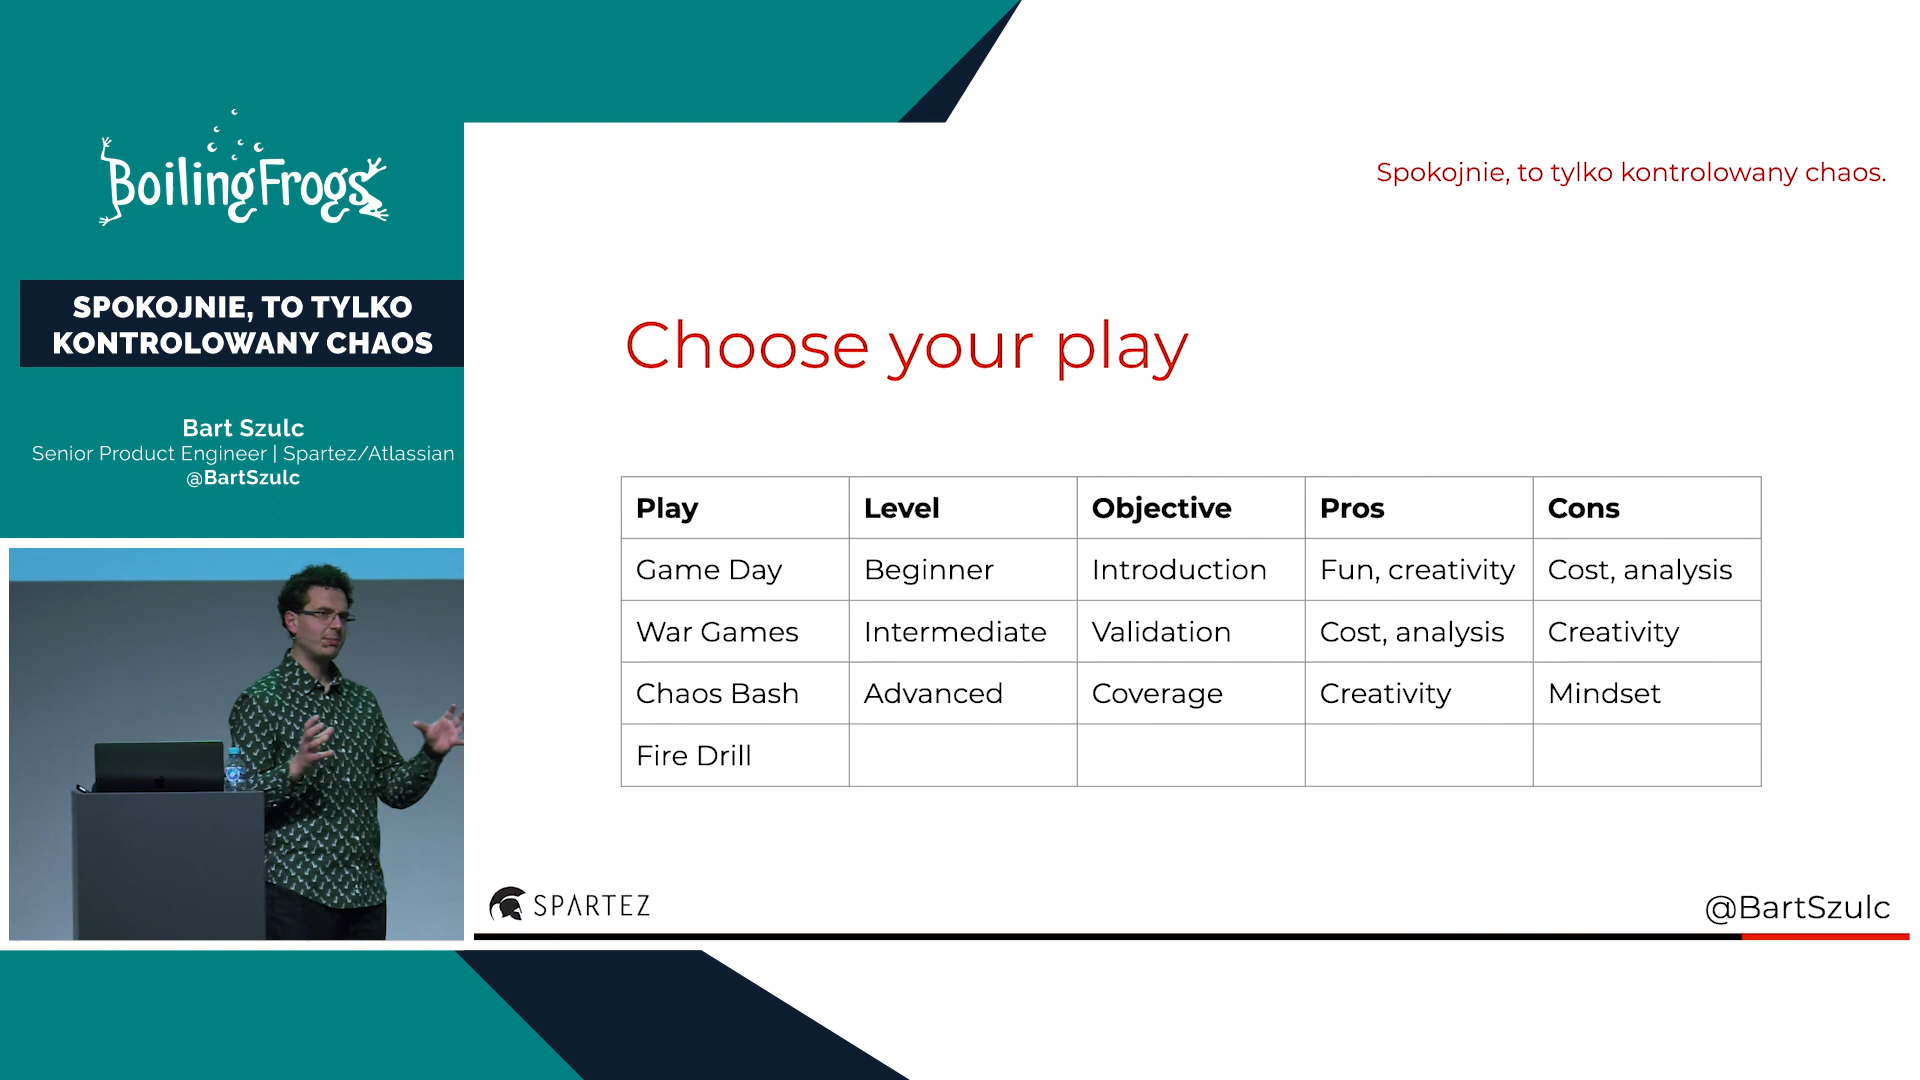 BoilingFrogs
SPOKOJNIE, TO TYLKO
KONTROLOWANY CHAOS
Bart Szulc
Senior Product Engineer | Spartez/Atlassian
@BartSzulc
Spokojnie, to tylko kontrolowany chaos.
Choose your play
Play Level Objective Pros Cons
Game Day Beginner Introduction Fun, creativity Cost, analysis
War Games Intermediate Validation Cost, analysis Creativity
Chaos Bash Advanced Coverage Creativity Mindset
Fire Drill
SPARTEZ
@BartSzulc